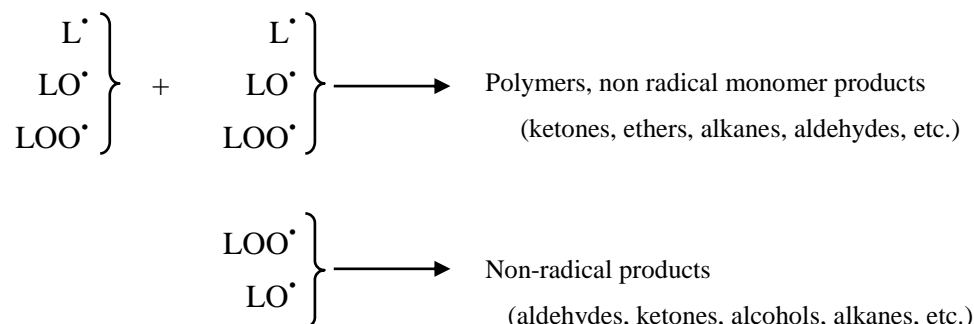 L• L•
LO• + LO• Polymers, non radical monomer products
LOO• LOO• (ketones, ethers, alkanes, aldehydes, etc.)
LOO• Non-radical products
LO• (aldehydes, ketones, alcohols, alkanes, etc.)